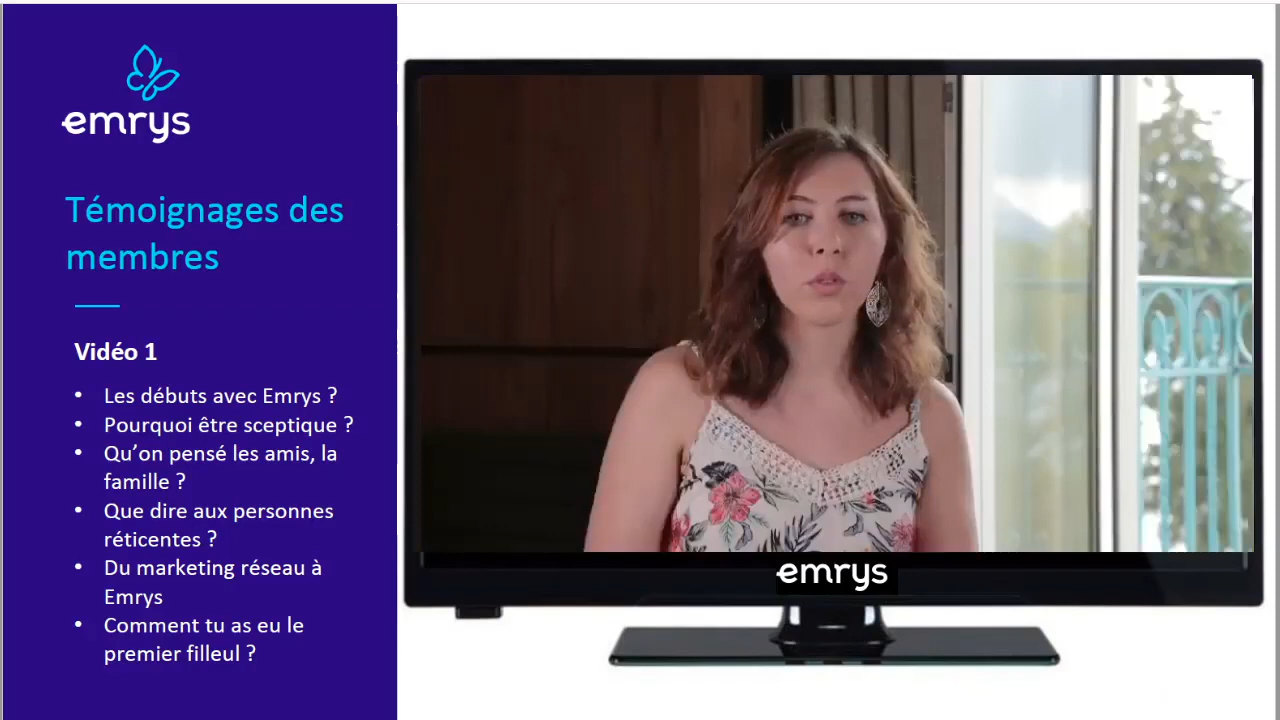 emrys
Témoignages des
membres
Vidéo 1
• Les débuts avec Emrys ?
• Pourquoi être sceptique ?
• Qu’on pensé les amis, la
famille ?
• Que dire aux personnes
réticentes ?
• Du marketing réseau à
Emrys
• Comment tu as eu le
premier filleul ?
emrys